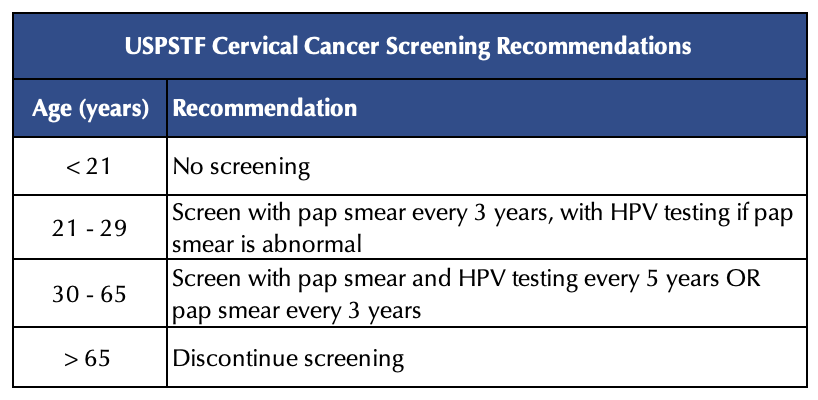 USPSTF Cervical Cancer Screening Recommendations
Age (years) Recommendation
< 21 No screening
21 - 29 Screen with pap smear every 3 years, with HPV testing if pap
smear is abnormal
30 - 65 Screen with pap smear and HPV testing every 5 years OR
pap smear every 3 years
> 65 Discontinue screening